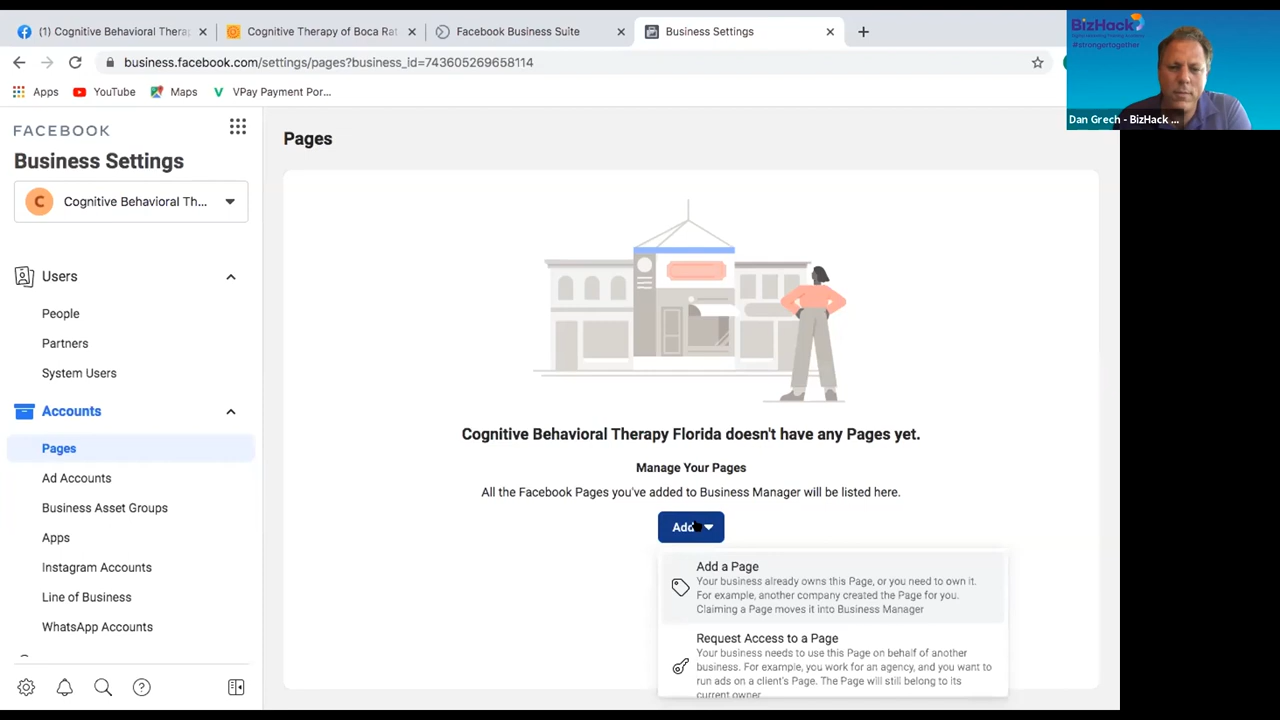 (1) Cognitive Behavioral Therap
Cognitive Therapy of Boca Rat
Facebook Business Suite
Business Settings
business.facebook.com/settings/pages?business_id=743605269658114
Apps
YouTube
Maps
VPay Payment Por...
BizHack
#strongertogether
Dan Grech - BizHack ...
FACEBOOK
Business Settings
C
Cognitive Behavioral Th...
Users
People
Partners
System Users
Accounts
Pages
Ad Accounts
Business Asset Groups
Apps
Instagram Accounts
Line of Business
WhatsApp Accounts
Pages
Cognitive Behavioral Therapy Florida doesn't have any Pages yet.
Manage Your Pages
All the Facebook Pages you've added to Business Manager will be listed here.
Add
Add a Page
Your business already owns this Page, or you need to own it.
For example, another company created the Page for you.
Claiming a Page moves it into Business Manager
Request Access to a Page
Your business needs to use this Page on behalf of another
business. For example, you work for an agency, and you want to
run ads on a client's Page. The Page will still belong to its
current owner.